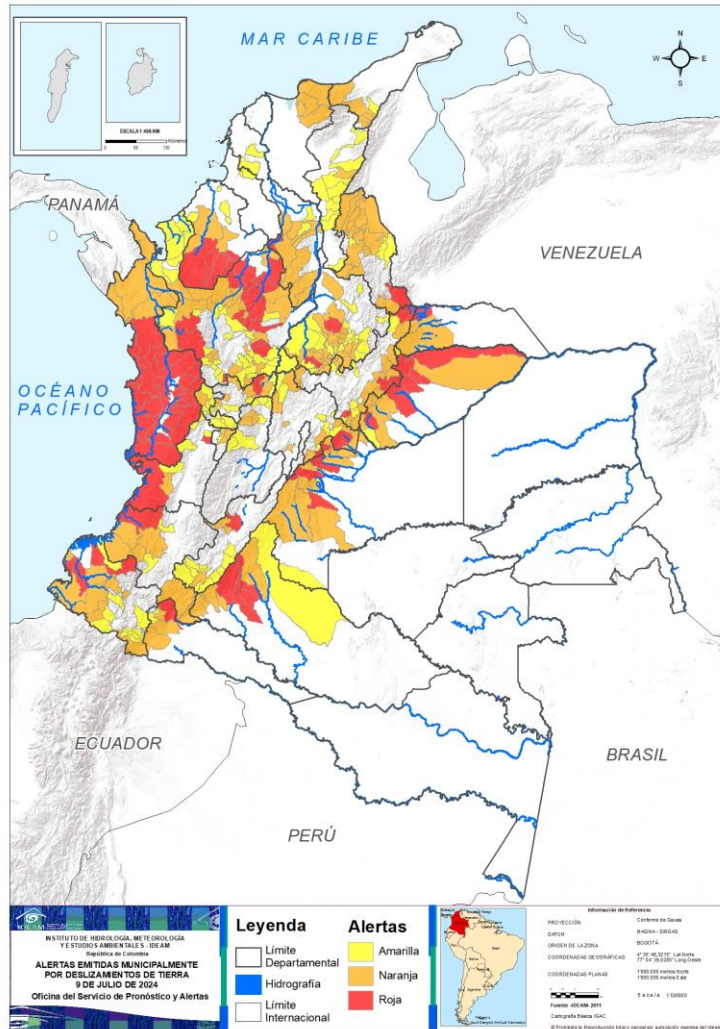 MAR CARIBE
N
W
E
S
ESCALA 1:400.000
PANAMÁ
VENEZUELA
OCÉANO
PACÍFICO
ECUADOR
BRASIL
PERÚ
IDEAM
INSTITUTO DE HIDROLOGÍA, METEOROLOGÍA
Y ESTUDIOS AMBIENTALES - IDEAM
República de Colombia
ALERTAS EMITIDAS MUNICIPALMENTE
POR DESLIZAMIENTOS DE TIERRA
9 DE JULIO DE 2024
Oficina del Servicio de Pronóstico y Alertas
Leyenda
Límite
Departamental
Hidrografía
Límite
Internacional
Alertas
Amarilla
Naranja
Roja
Información de Referencia
PROYECCIÓN Conforme de Gauss
DATUM MAGNA - SIRGAS
ORIGEN DE LA ZONA BOGOTÁ
COORDENADAS GEOGRÁFICAS
COORDENADAS PLANAS
Fuente: IDEAM 2011
Cartografía Básica IGAC